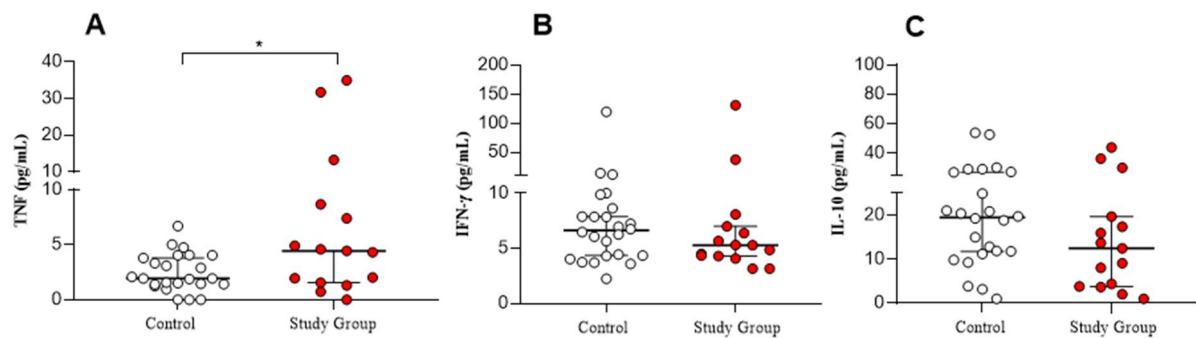 A
B
C
*
TNF (pg/mL)
40
30
20
10
10
5
0
Control
Study Group
IFN-γ (pg/mL)
200
150
100
50
10
5
0
Control
Study Group
IL-10 (pg/mL)
100
80
60
40
20
0
Control
Study Group